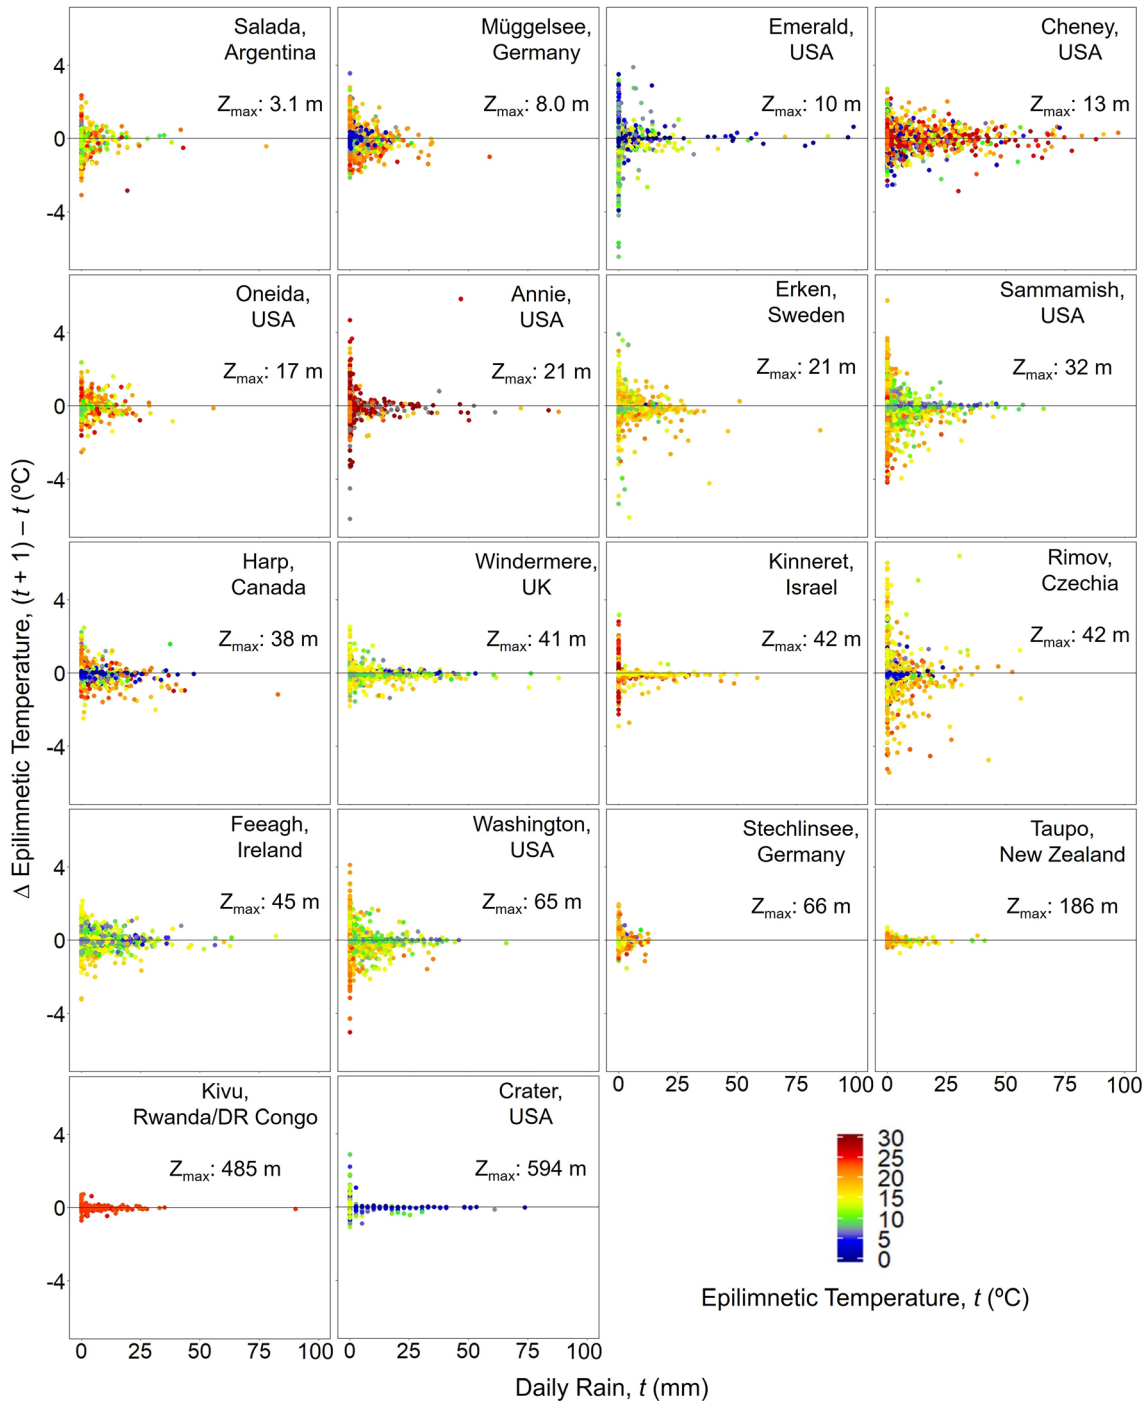 Salada,
Argentina
Zmax: 3.1 m
Müggelsee,
Germany
Zmax: 8.0 m
Emerald,
USA
Zmax: 10 m
Cheney,
USA
Zmax: 13 m
4
0
-4
Oneida,
USA
Zmax: 17 m
Annie,
USA
Zmax: 21 m
Erken,
Sweden
Zmax: 21 m
Sammamish,
USA
Zmax: 32 m
4
0
-4
Harp,
Canada
Zmax: 38 m
Windermere,
UK
Zmax: 41 m
Kinneret,
Israel
Zmax: 42 m
Rimov,
Czechia
Zmax: 42 m
4
0
-4
Feeagh,
Ireland
Zmax: 45 m
Washington,
USA
Zmax: 65 m
Stechlinsee,
Germany
Zmax: 66 m
Taupo,
New Zealand
Zmax: 186 m
4
0
-4
0 25 50 75 100
0 25 50 75 100
Kivu,
Rwanda/DR Congo
Zmax: 485 m
Crater,
USA
Zmax: 594 m
4
0
-4
0 25 50 75 100
0 25 50 75 100
Δ Epilimnetic Temperature, (t + 1) – t (ºC)
Daily Rain, t (mm)
30
25
20
15
10
5
0
Epilimnetic Temperature, t (ºC)